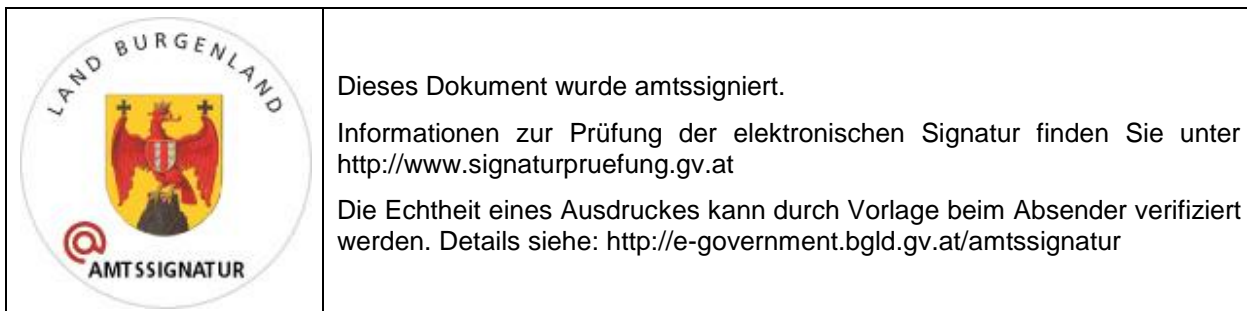 LAND BURGENLAND
@
AMTSSIGNATUR
Dieses Dokument wurde amtssigniert.
Informationen zur Prüfung der elektronischen Signatur finden Sie unter
http://www.signaturpruefung.gv.at
Die Echtheit eines Ausdruckes kann durch Vorlage beim Absender verifiziert
werden. Details siehe: http://e-government.bgld.gv.at/amtssignatur